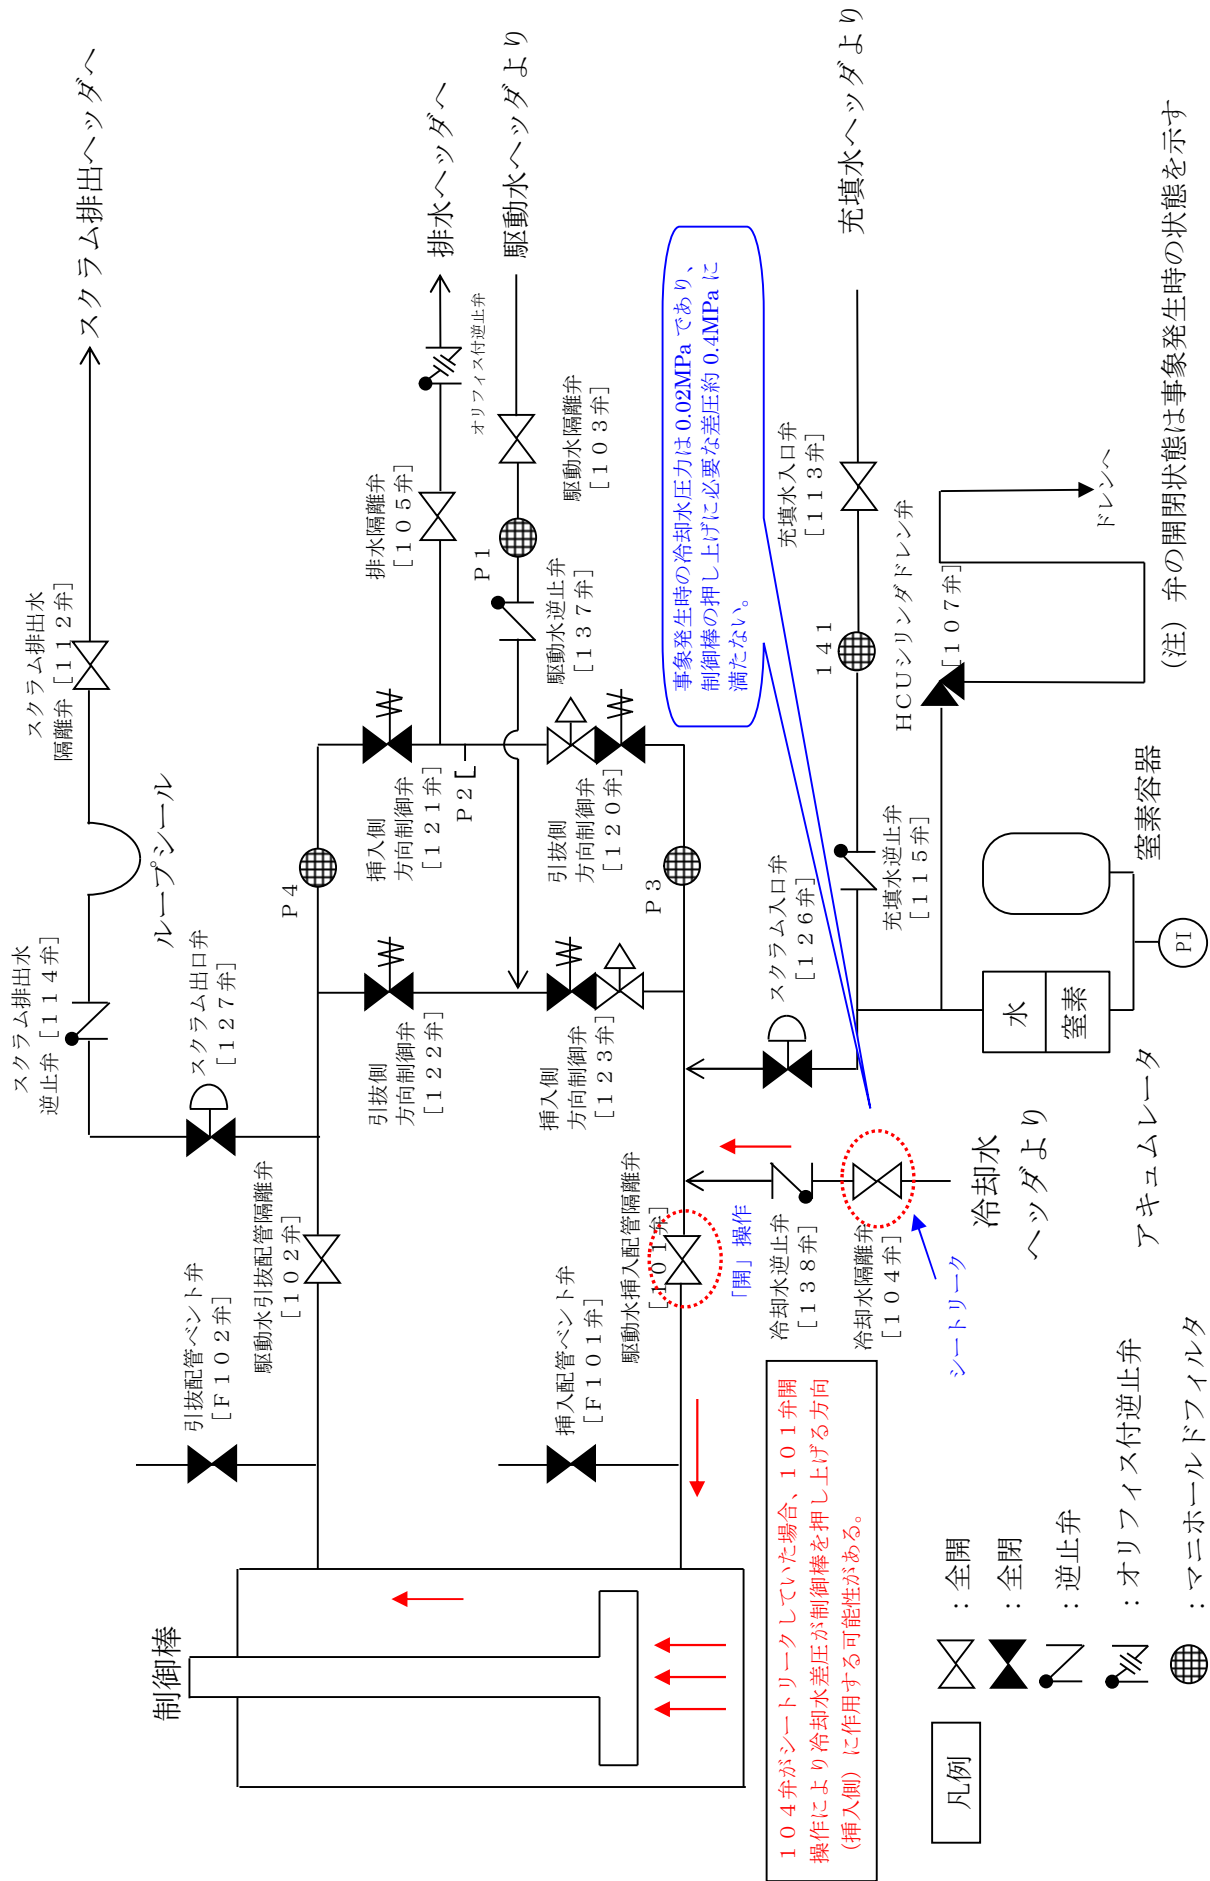 スクラム排出ヘッダへ
スクラム排出水
隔離弁［１１２弁］
ループシール
スクラム排出水
逆止弁［１１４弁］
スクラム出口弁
［１２７弁］
排水ヘッダへ
オリフィス付逆止弁
駆動水ヘッダより
排水隔離弁
［１０５弁］
駆動水隔離弁
［１０３弁］
Ｐ１
駆動水逆止弁
［１３７弁］
挿入側
方向制御弁
［１２１弁］
Ｐ２
引抜側
方向制御弁
［１２０弁］
Ｐ４
Ｐ３
引抜側
方向制御弁
［１２２弁］
挿入側
方向制御弁
［１２３弁］
駆動水引抜配管隔離弁
［１０２弁］
駆動水挿入配管隔離弁
［１０１弁］
「開」操作
引抜配管ベント弁
［Ｆ１０２弁］
挿入配管ベント弁
［Ｆ１０１弁］
制御棒
事象発生時の冷却水圧力は 0.02MPa であり、
制御棒の押し上げに必要な差圧約 0.4MPa に
満たない。
充填水ヘッダより
充填水入口弁
［１１３弁］
１４１
HCUシリンダドレン弁
［１０７弁］
ドレンへ
充填水逆止弁
［１１５弁］
スクラム入口弁
［１２６弁］
窒素容器
PI
水
窒素
アキュムレータ
冷却水
ヘッダより
冷却水逆止弁
［１３８弁］
冷却水隔離弁
［１０４弁］
シートリーク
１０４弁がシートリークしていた場合、１０１弁開
操作により冷却水差圧が制御棒を押し上げる方向
（挿入側）に作用する可能性がある。
凡例
：全開
：全閉
：逆止弁
：オリフィス付逆止弁
：マニホールドフィルタ
（注）弁の開閉状態は事象発生時の状態を示す